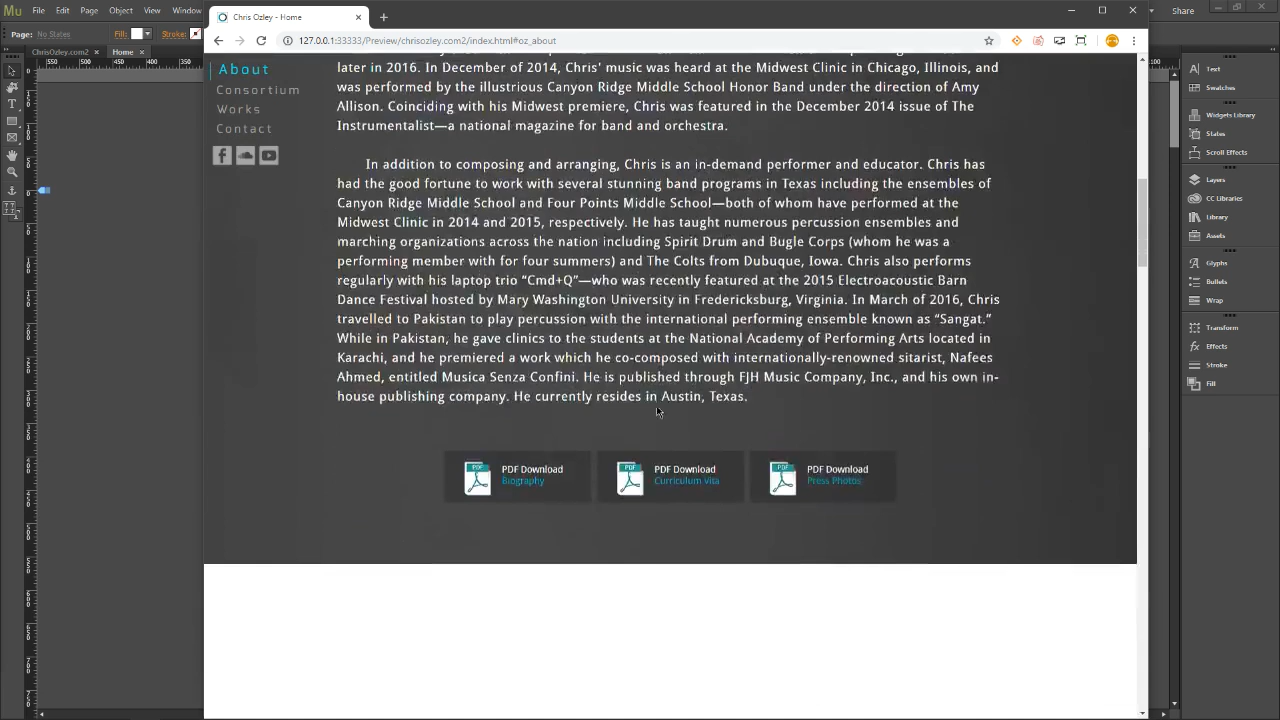 Mu File Edit View Object Insert Window
Share
Page: No States Fill: Stroke:
ChrisOzley.com2 × Home ×
Chris Ozley - Home
127.0.0.1:33333/Preview/chrisozley.com2/index.html#oz_about
About
Consortium
Works
Contact
later in 2016. In December of 2014, Chris' music was heard at the Midwest Clinic in Chicago, Illinois, and
was performed by the illustrious Canyon Ridge Middle School Honor Band under the direction of Amy
Allison. Coinciding with his Midwest premiere, Chris was featured in the December 2014 issue of The
Instrumentalist—a national magazine for band and orchestra.
In addition to composing and arranging, Chris is an in-demand performer and educator. Chris has
had the good fortune to work with several stunning band programs in Texas including the ensembles of
Canyon Ridge Middle School and Four Points Middle School—both of whom have performed at the
Midwest Clinic in 2014 and 2015, respectively. He has taught numerous percussion ensembles and
marching organizations across the nation including Spirit Drum and Bugle Corps (whom he was a
performing member with for four summers) and The Colts from Dubuque, Iowa. Chris also performs
regularly with his laptop trio “Cmd+Q”—who was recently featured at the 2015 Electroacoustic Barn
Dance Festival hosted by Mary Washington University in Fredericksburg, Virginia. In March of 2016, Chris
travelled to Pakistan to play percussion with the international performing ensemble known as “Sangat.”
While in Pakistan, he gave clinics to the students at the National Academy of Performing Arts located in
Karachi, and he premiered a work which he co-composed with internationally-renowned sitarist, Nafees
Ahmed, entitled Musica Senza Confini. He is published through FJH Music Company, Inc., and his own in-
house publishing company. He currently resides in Austin, Texas.
PDF PDF Download
Biography
PDF PDF Download
Curriculum vita
PDF PDF Download
Press Photos
Text
Swatches
Widgets Library
States
Scroll Effects
Layers
CC Libraries
Library
Assets
Glyphs
Bullets
Wrap
Transform
Effects
Stroke
Fill